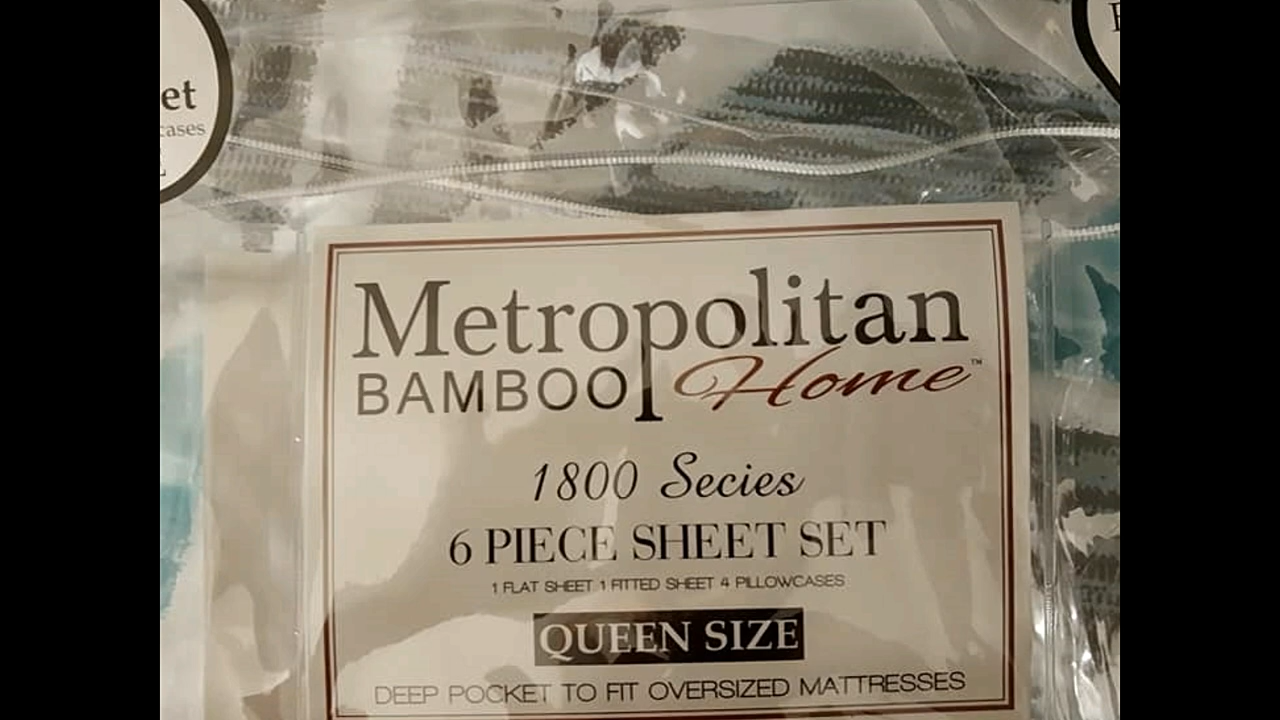 et
cases
Metropolitan
BAMBOO Home™
1800 Secies
6 PIECE SHEET SET
1 FLAT SHEET 1 FITTED SHEET 4 PILLOWCASES
QUEEN SIZE
DEEP POCKET TO FIT OVERSIZED MATTRESSES